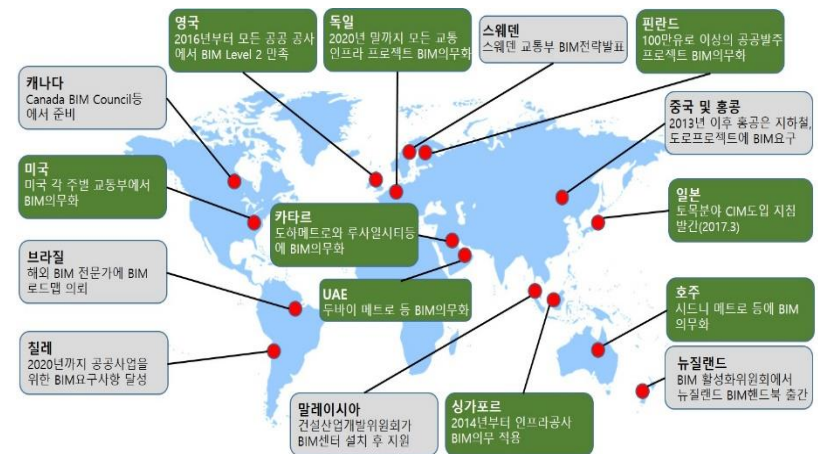 영국
2016년부터 모든 공공 공사
에서 BIM Level 2 만족
독일
2020년 말까지 모든 교통
인프라 프로젝트 BIM의무화
스웨덴
스웨덴 교통부 BIM전략발표
핀란드
100만유로 이상의 공공발주
프로젝트 BIM의무화
캐나다
Canada BIM Council등
에서 준비
중국 및 홍콩
2013년 이후 홍공은 지하철,
도로프로젝트에 BIM요구
미국
미국 각 주별 교통부에서
BIM의무화
카타르
도하메트로와 루사일시티등
에 BIM의무화
일본
토목분야 CIM도입 지침
발간(2017.3)
브라질
해외 BIM 전문가에 BIM
로드맵 의뢰
UAE
두바이 메트로 등 BIM의무화
호주
시드니 메트로 등에 BIM
의무화
칠레
2020년까지 공공사업을
위한 BIM요구사항 달성
말레이시아
건설산업개발위원회가
BIM센터 설치 후 지원
싱가포르
2014년부터 인프라공사
BIM의무 적용
뉴질랜드
BIM 활성화위원회에서
뉴질랜드 BIM핸드북 출간